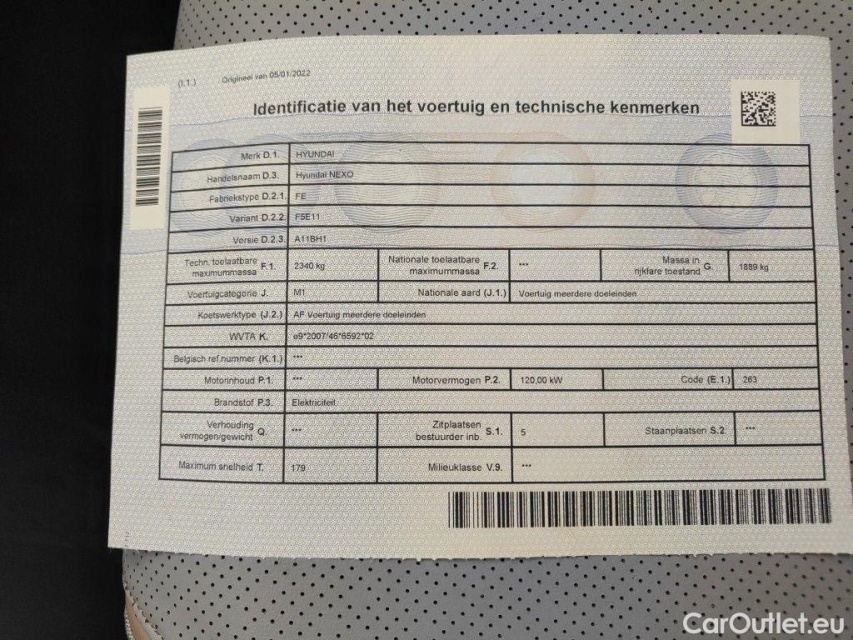 (I.1.) Origineel van 05/01/2022
Identificatie van het voertuig en technische kenmerken
Merk D.1. HYUNDAI
Handelsnaam D.3. Hyundai NEXO
Fabriekstype D.2.1. FE
Variant D.2.2. F5E11
Versie D.2.3. A11BH1
Techn. toelaatbare maximummassa F.1. 2340 kg Nationale toelaatbare maximummassa F.2. *** Massa in rijklare toestand G. 1889 kg
Voertuigcategorie J. M1 Nationale aard (J.1.) Voertuig meerdere doeleinden
Koetswerktype (J.2.) AF Voertuig meerdere doeleinden
WVTA K. e9*2007/46*6592*02
Belgisch ref.nummer (K.1.) ***
Motorinhoud P.1. *** Motorvermogen P.2. 120,00 kW Code (E.1.) 263
Brandstof P.3. Elektriciteit
Verhouding vermogen/gewicht Q. *** Zitplaatsen bestuurder inb. S.1. 5 Staanplaatsen S.2. ***
Maximum snelheid T. 179 Milieuklasse V.9. ***
CarOutlet.eu